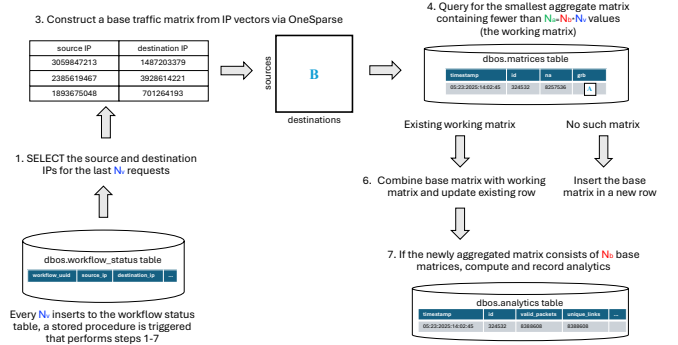 3. Construct a base traffic matrix from IP vectors via OneSparse
source IP destination IP
3059847213 1487203379
2385619467 3928614221
1893675048 701264193
sources
B
destinations
1. SELECT the source and destination
IPs for the last Nᵥ requests
dbos.workflow_status table
workflow_uuid source_ip destination_ip ...
Every Nᵥ inserts to the workflow status
table, a stored procedure is triggered
that performs steps 1-7
4. Query for the smallest aggregate matrix
containing fewer than Nₐ=N_b*Nᵥ values
(the working matrix)
dbos.matrices table
timestamp id na grb
05:23:2025:14:02:45 324532 8257536 A
Existing working matrix No such matrix
6. Combine base matrix with working
matrix and update existing row
Insert the base
matrix in a new row
7. If the newly aggregated matrix consists of N_b base
matrices, compute and record analytics
dbos.analytics table
timestamp id valid_packets unique_links ...
05:23:2025:14:02:45 324532 8388608 8388608